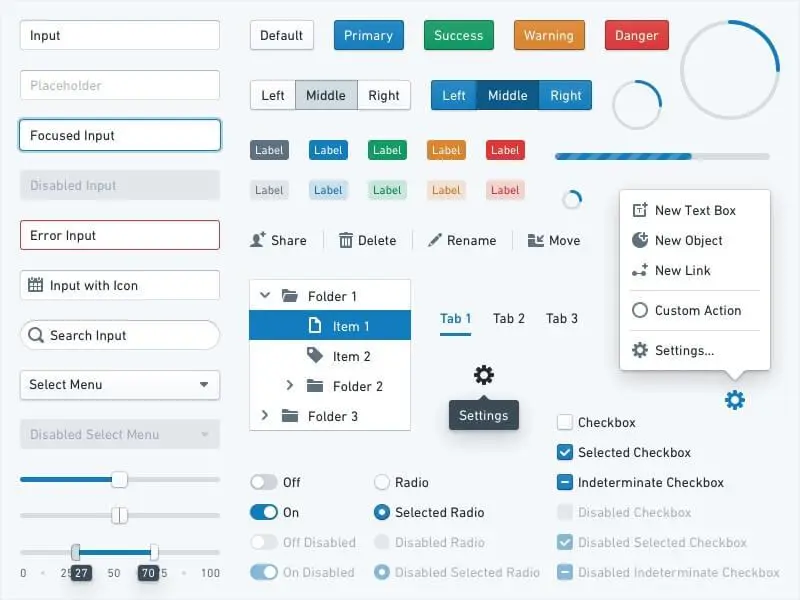 Input
Placeholder
Focused Input
Disabled Input
Error Input
Input with Icon
Search Input
Select Menu
Disabled Select Menu
0 25 27 50 70 75 100
Default Primary Success Warning Danger
Left Middle Right Left Middle Right
Label Label Label Label Label
Label Label Label Label Label
Share Delete Rename Move
Folder 1
Item 1
Item 2
Folder 2
Folder 3
Tab 1 Tab 2 Tab 3
Settings
New Text Box
New Object
New Link
Custom Action
Settings...
Off
On
Off Disabled
On Disabled
Radio
Selected Radio
Disabled Radio
Disabled Selected Radio
Checkbox
Selected Checkbox
Indeterminate Checkbox
Disabled Checkbox
Disabled Selected Checkbox
Disabled Indeterminate Checkbox